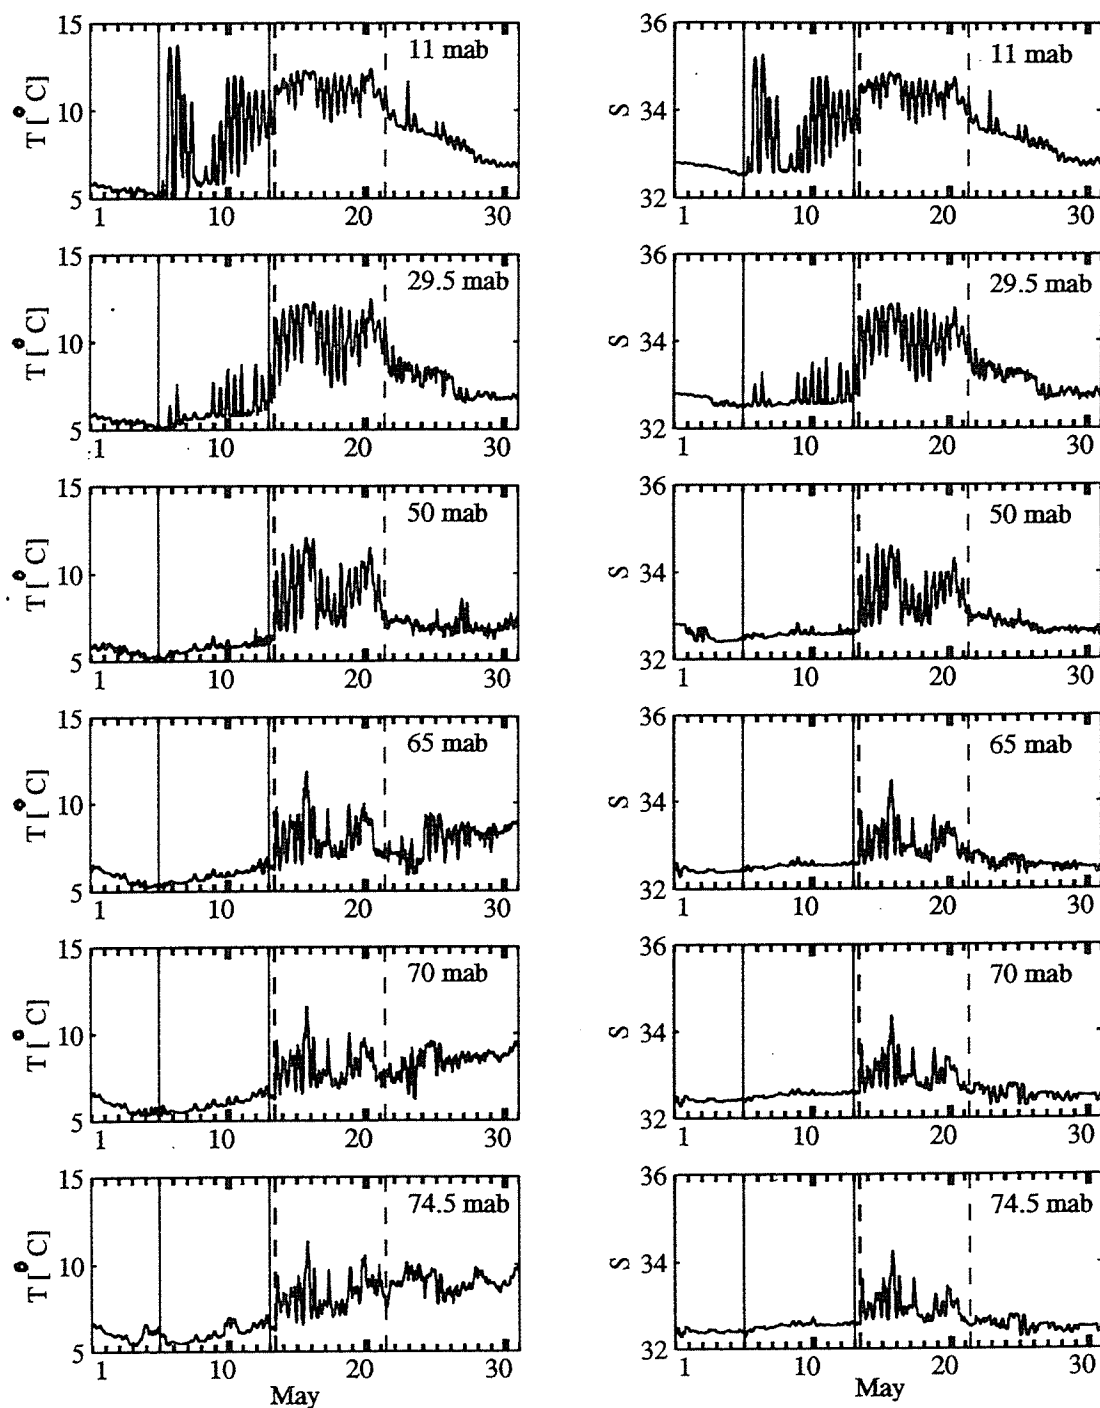 15 11 mab 36 11 mab
T [ ° C] 10 S 34
5 32
1 10 20 30 1 10 20 30
15 29.5 mab 36 29.5 mab
T [ ° C] 10 S 34
5 32
1 10 20 30 1 10 20 30
15 50 mab 36 50 mab
T [ ° C] 10 S 34
5 32
1 10 20 30 1 10 20 30
15 65 mab 36 65 mab
T [ ° C] 10 S 34
5 32
1 10 20 30 1 10 20 30
15 70 mab 36 70 mab
T [ ° C] 10 S 34
5 32
1 10 20 30 1 10 20 30
15 74.5 mab 36 74.5 mab
T [ ° C] 10 S 34
5 32
1 10 20 30 1 10 20 30
May May